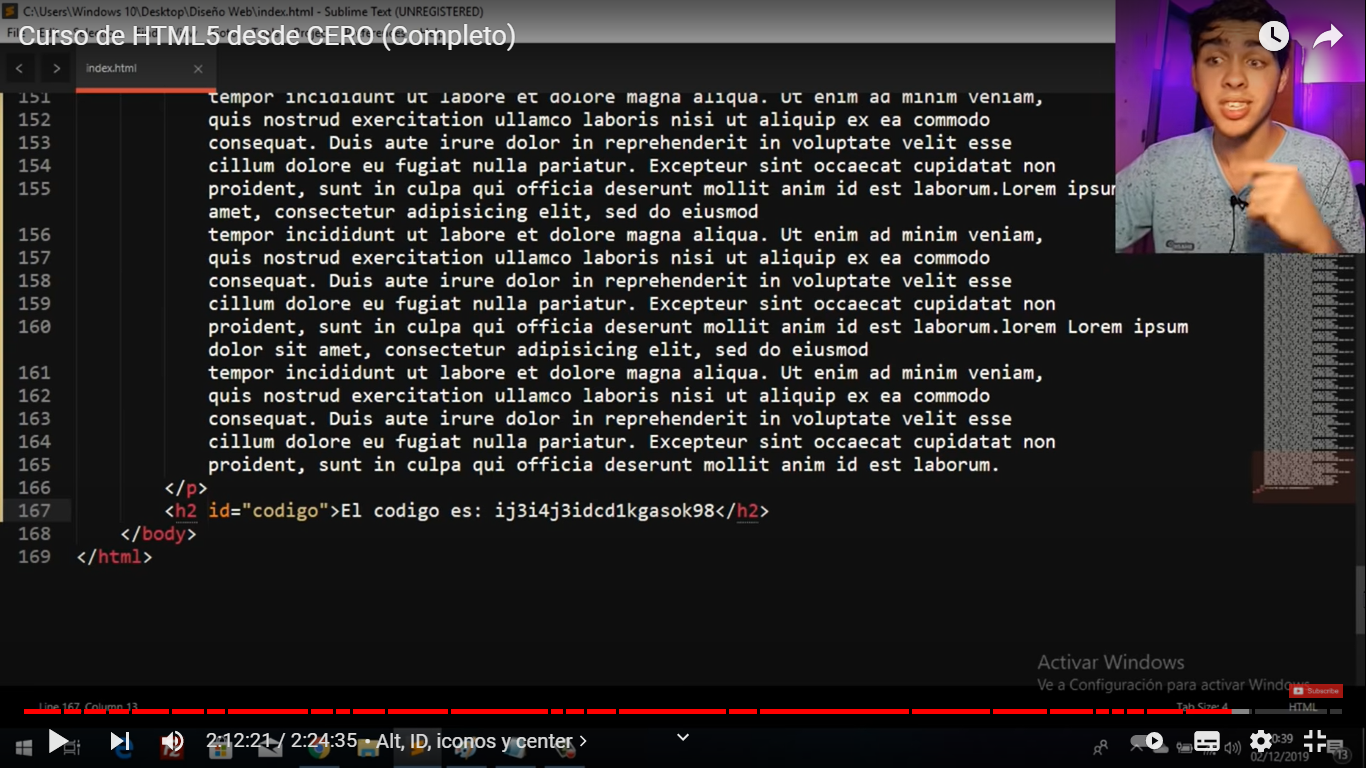 C:\Users\Windows 10\Desktop\Diseño Web\index.html - Sublime Text (UNREGISTERED)
Curso de HTML5 desde CERO (Completo)
index.html
151 tempor incididunt ut labore et dolore magna aliqua. Ut enim ad minim veniam,
152 quis nostrud exercitation ullamco laboris nisi ut aliquip ex ea commodo
153 consequat. Duis aute irure dolor in reprehenderit in voluptate velit esse
154 cillum dolore eu fugiat nulla pariatur. Excepteur sint occaecat cupidatat non
155 proident, sunt in culpa qui officia deserunt mollit anim id est laborum.Lorem ipsum
amet, consectetur adipisicing elit, sed do eiusmod
156 tempor incididunt ut labore et dolore magna aliqua. Ut enim ad minim veniam,
157 quis nostrud exercitation ullamco laboris nisi ut aliquip ex ea commodo
158 consequat. Duis aute irure dolor in reprehenderit in voluptate velit esse
159 cillum dolore eu fugiat nulla pariatur. Excepteur sint occaecat cupidatat non
160 proident, sunt in culpa qui officia deserunt mollit anim id est laborum.lorem Lorem ipsum
dolor sit amet, consectetur adipisicing elit, sed do eiusmod
161 tempor incididunt ut labore et dolore magna aliqua. Ut enim ad minim veniam,
162 quis nostrud exercitation ullamco laboris nisi ut aliquip ex ea commodo
163 consequat. Duis aute irure dolor in reprehenderit in voluptate velit esse
164 cillum dolore eu fugiat nulla pariatur. Excepteur sint occaecat cupidatat non
165 proident, sunt in culpa qui officia deserunt mollit anim id est laborum.
166 </p>
167 <h2 id="codigo">El codigo es: ij3i4j3idcd1kgasok98</h2>
168 </body>
169 </html>
Activar Windows
Ve a Configuración para activar Windows.
Subscribe
Line 167, Column 13
Tab Size: 4
HTML
2:12:21 / 2:24:35 • Alt, ID, iconos y center
02/12/2019
13